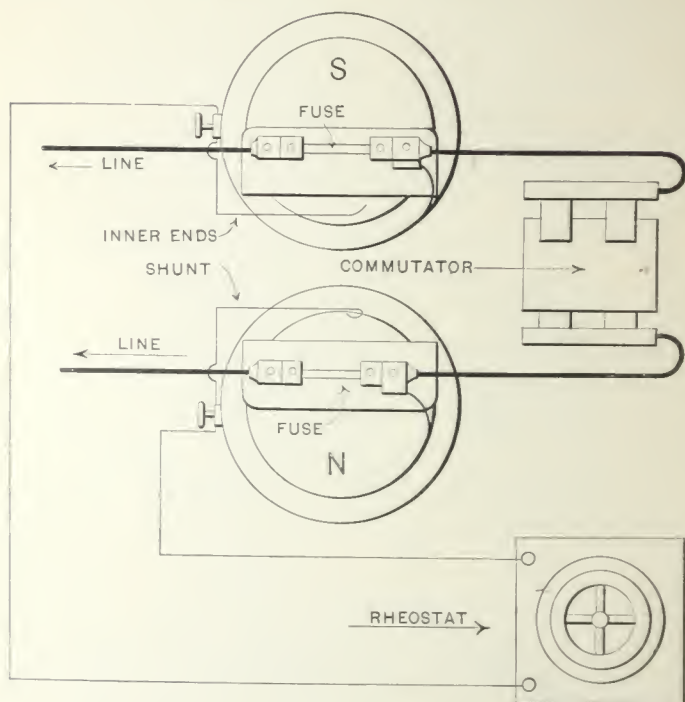 S
FUSE
LINE
INNER ENDS
SHUNT
COMMUTATOR
LINE
FUSE
N
RHEOSTAT